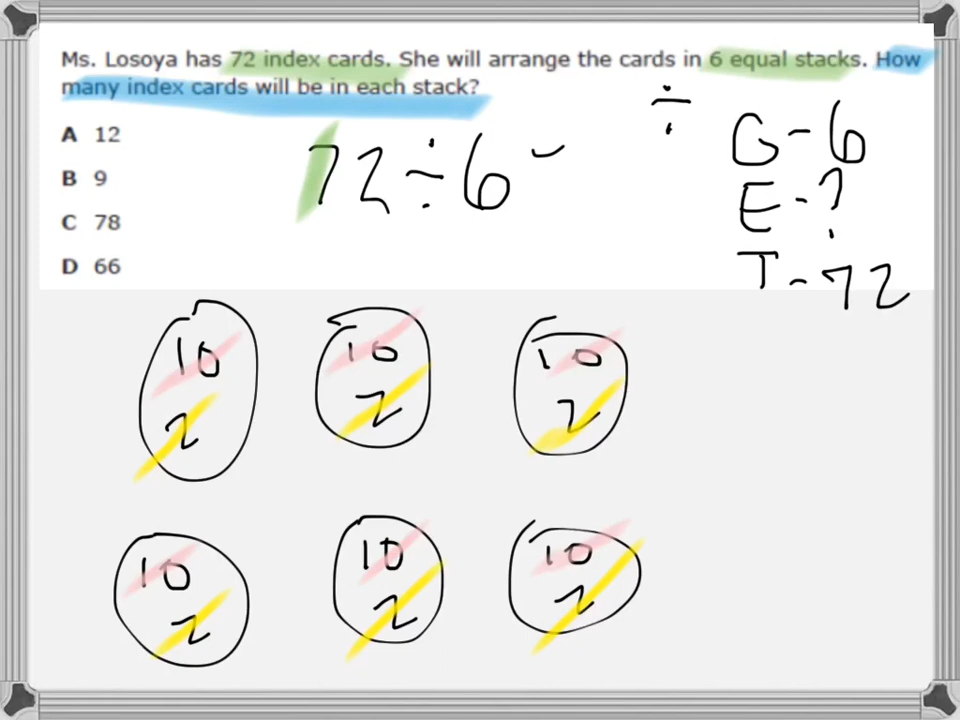 Ms. Losoya has 72 index cards. She will arrange the cards in 6 equal stacks. How
many index cards will be in each stack?
A 12
B 9
C 78
D 66
72 ÷ 6 -
÷
G - 6
E - ?
T - 72
10
2
10
2
10
2
10
2
10
2
10
2